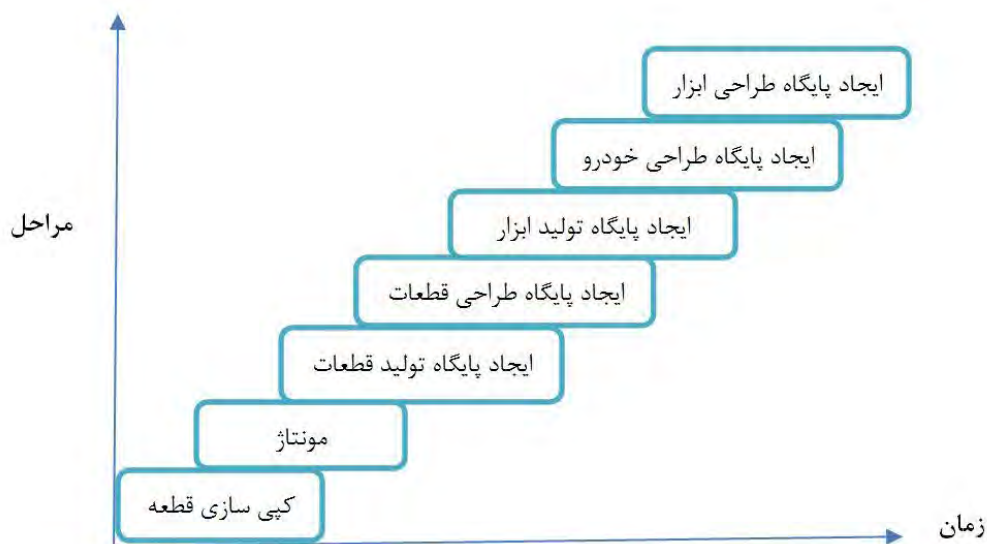 ایجاد پایگاه طراحی ابزار
ایجاد پایگاه طراحی خودرو
ایجاد پایگاه تولید ابزار
مراحل
ایجاد پایگاه طراحی قطعات
ایجاد پایگاه تولید قطعات
مونتاژ
کپی سازی قطعه
زمان